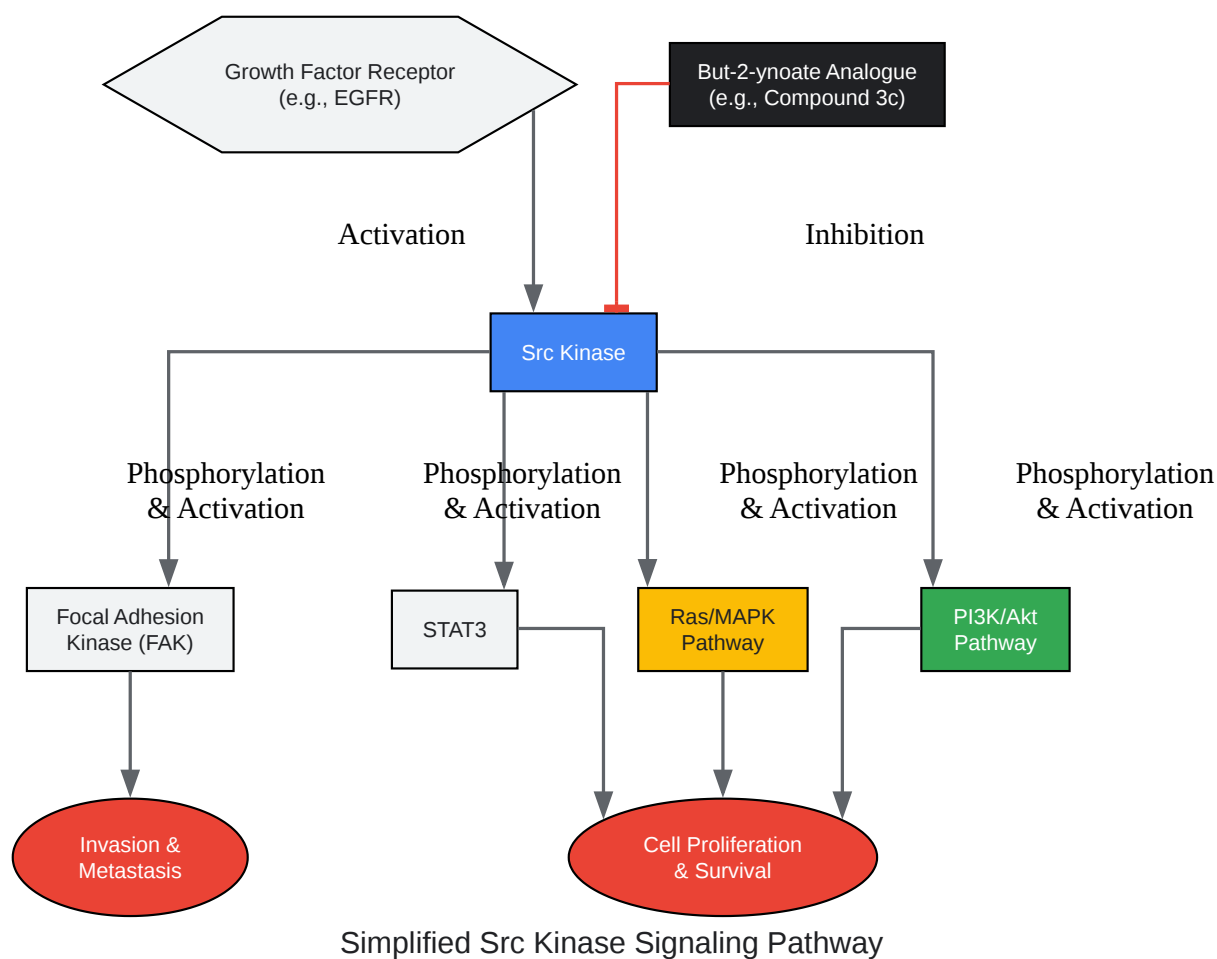 Growth Factor Receptor
(e.g., EGFR)
But-2-ynoate Analogue
(e.g., Compound 3c)
Activation
Inhibition
Src Kinase
Phosphorylation
& Activation
Phosphorylation
& Activation
Phosphorylation
& Activation
Phosphorylation
& Activation
Focal Adhesion
Kinase (FAK)
STAT3
Ras/MAPK
Pathway
PI3K/Akt
Pathway
Invasion &
Metastasis
Cell Proliferation
& Survival
Simplified Src Kinase Signaling Pathway